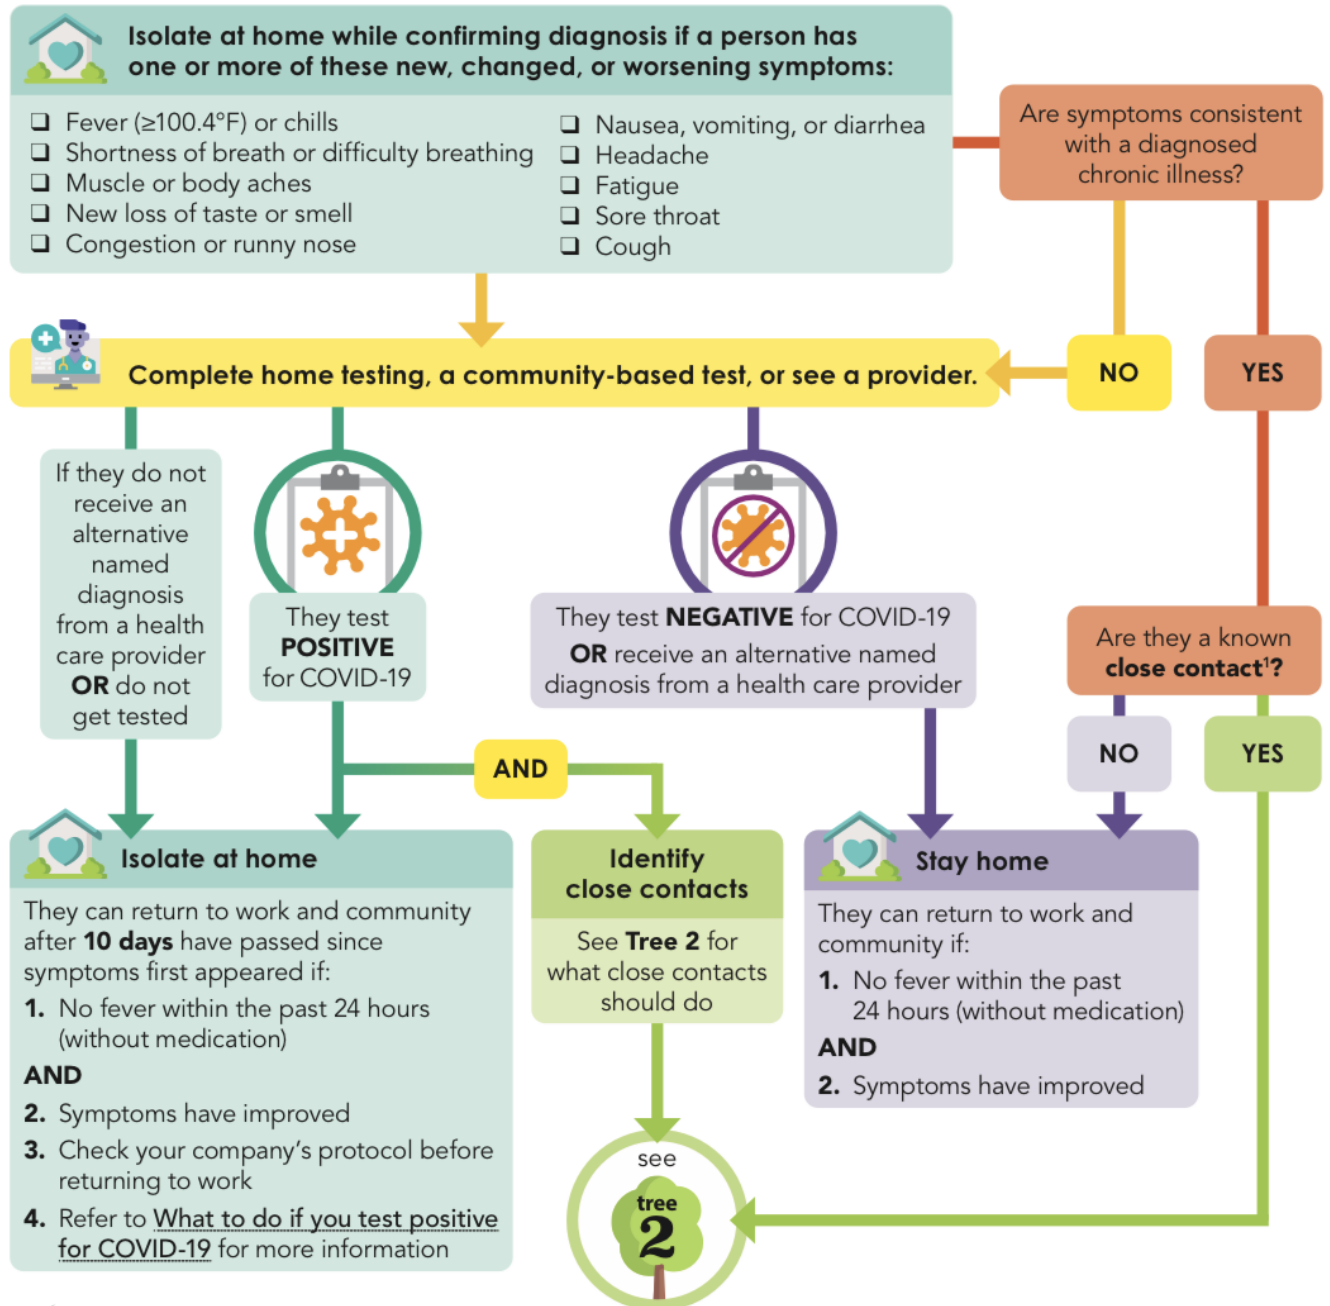 Isolate at home while confirming diagnosis if a person has
one or more of these new, changed, or worsening symptoms:
❏ Fever (≥100.4°F) or chills
❏ Shortness of breath or difficulty breathing
❏ Muscle or body aches
❏ New loss of taste or smell
❏ Congestion or runny nose
❏ Nausea, vomiting, or diarrhea
❏ Headache
❏ Fatigue
❏ Sore throat
❏ Cough
Are symptoms consistent
with a diagnosed
chronic illness?
NO
YES
Complete home testing, a community-based test, or see a provider.
If they do not
receive an
alternative
named
diagnosis
from a health
care provider
OR do not
get tested
They test
POSITIVE
for COVID-19
They test NEGATIVE for COVID-19
OR receive an alternative named
diagnosis from a health care provider
Are they a known
close contact¹?
NO
YES
AND
Isolate at home
They can return to work and community
after 10 days have passed since
symptoms first appeared if:
1. No fever within the past 24 hours
(without medication)
AND
2. Symptoms have improved
3. Check your company's protocol before
returning to work
4. Refer to What to do if you test positive
for COVID-19 for more information
Identify
close contacts
See Tree 2 for
what close contacts
should do
Stay home
They can return to work and
community if:
1. No fever within the past
24 hours (without medication)
AND
2. Symptoms have improved
see
tree
2